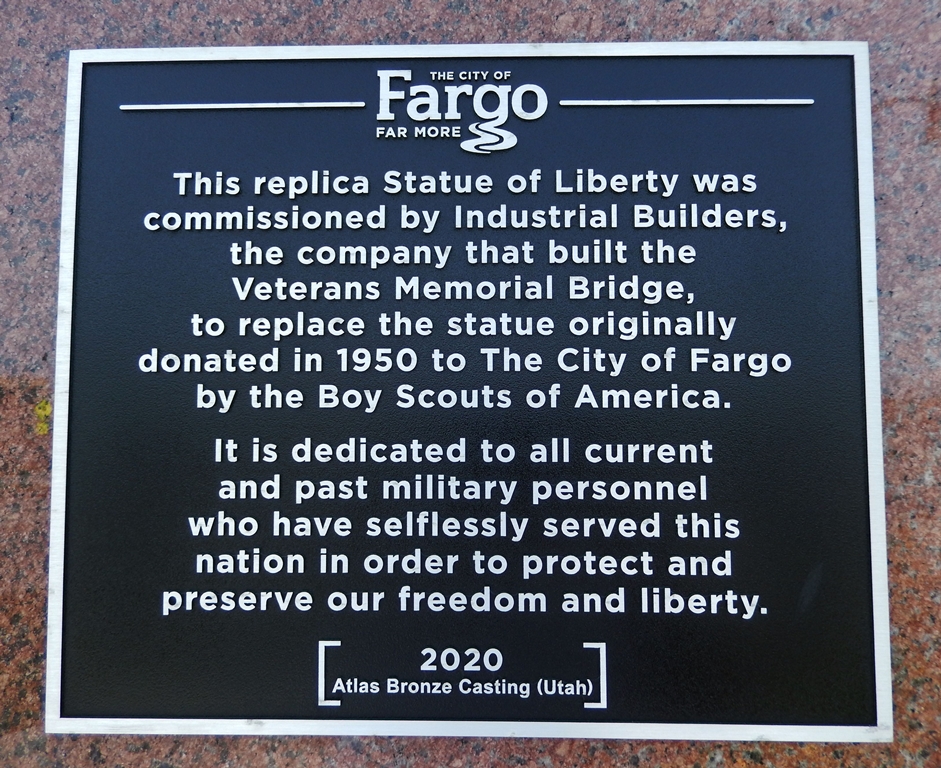 THE CITY OF
Fargo
FAR MORE
This replica Statue of Liberty was
commissioned by Industrial Builders,
the company that built the
Veterans Memorial Bridge,
to replace the statue originally
donated in 1950 to The City of Fargo
by the Boy Scouts of America.
It is dedicated to all current
and past military personnel
who have selflessly served this
nation in order to protect and
preserve our freedom and liberty.
2020
Atlas Bronze Casting (Utah)